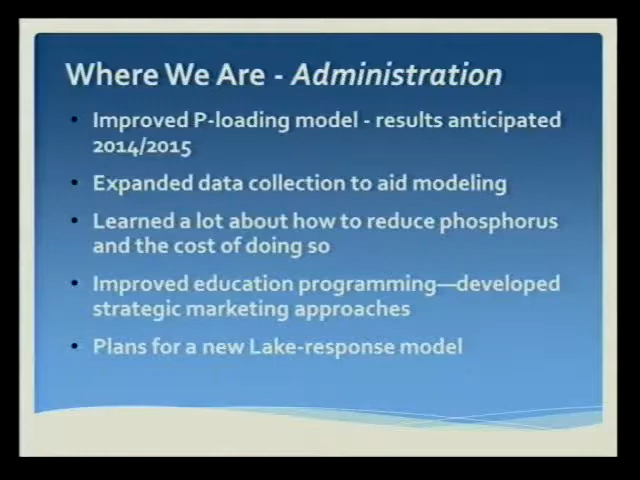 Where We Are - Administration
• Improved P-loading model - results anticipated
2014/2015
• Expanded data collection to aid modeling
• Learned a lot about how to reduce phosphorus
and the cost of doing so
• Improved education programming—developed
strategic marketing approaches
• Plans for a new Lake-response model